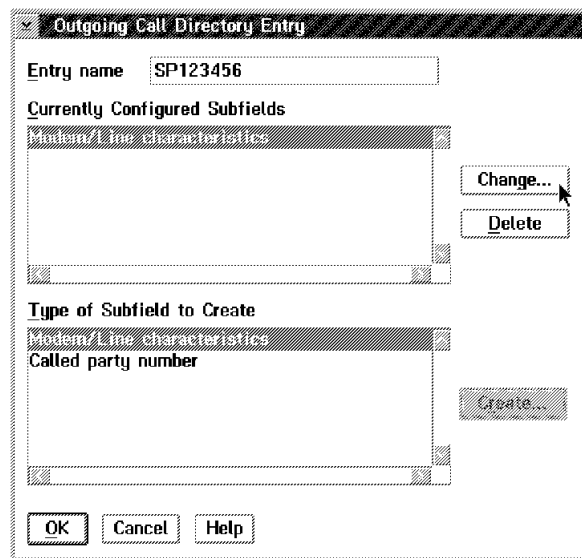 Outgoing Call Directory Entry
Entry name SP123456
Currently Configured Subfields
Modem/Line characteristics
Change...
Delete
Type of Subfield to Create
Modem/Line characteristics
Called party number
Create...
OK Cancel Help